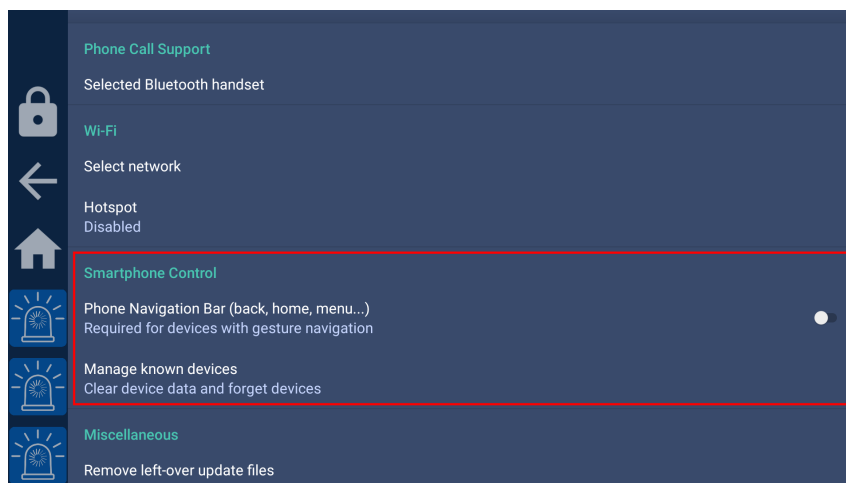 Phone Call Support
Selected Bluetooth handset
Wi-Fi
Select network
Hotspot
Disabled
Smartphone Control
Phone Navigation Bar (back, home, menu...)
Required for devices with gesture navigation
Manage known devices
Clear device data and forget devices
Miscellaneous
Remove left-over update files